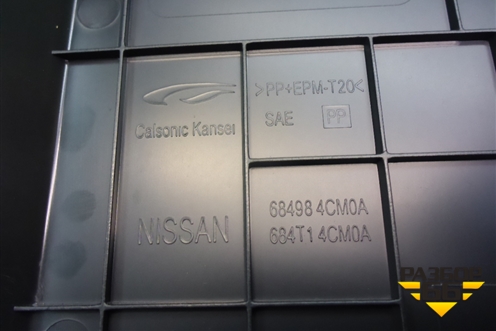 Calsonic Kansei
>PP+EPM-T20<
SAE PP
NISSAN
68498 4CM0A
684T1 4CM0A